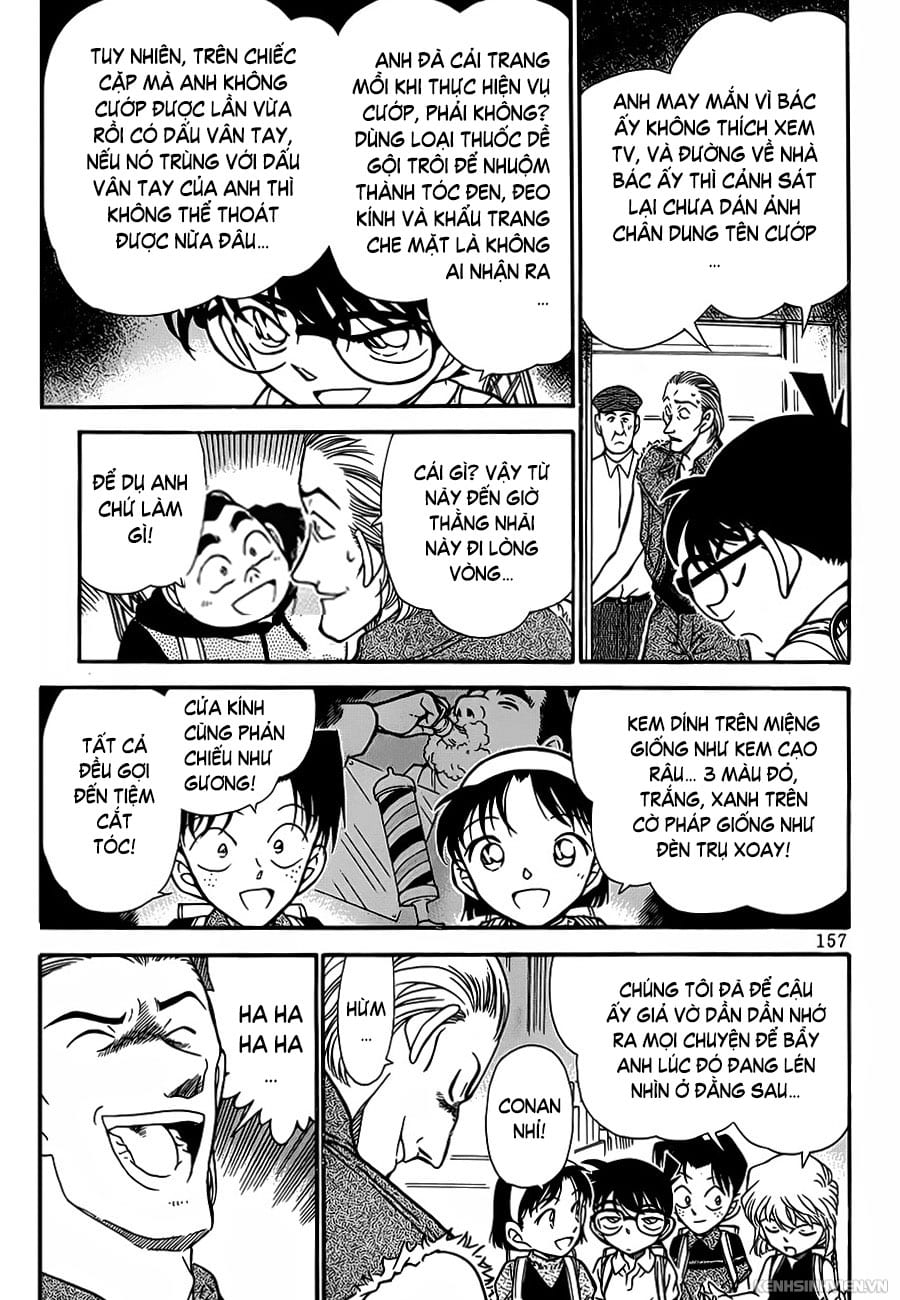 ANH MAY MẮN VÌ BÁC
ẤY KHÔNG THÍCH XEM
TV, VÀ ĐƯỜNG VỀ NHÀ
BÁC ẤY THÌ CẢNH SÁT
LẠI CHƯA DÁN ẢNH
CHÂN DUNG TÊN CƯỚP
...
ANH ĐÃ CẢI TRANG
MỖI KHI THỰC HIỆN VỤ
CƯỚP, PHẢI KHÔNG?
DÙNG LOẠI THUỐC DỄ
GỘI TRÔI ĐỂ NHUỘM
THÀNH TÓC ĐEN, ĐEO
KÍNH VÀ KHẨU TRANG
CHE MẶT LÀ KHÔNG
AI NHẬN RA
...
TUY NHIÊN, TRÊN CHIẾC
CẶP MÀ ANH KHÔNG
CƯỚP ĐƯỢC LẦN VỪA
RỒI CÓ DẤU VÂN TAY,
NẾU NÓ TRÙNG VỚI DẤU
VÂN TAY CỦA ANH THÌ
KHÔNG THỂ THOÁT
ĐƯỢC NỮA ĐÂU...
CÁI GÌ? VẬY TỪ
NÃY ĐẾN GIỜ
THẰNG NHÃI
NÀY ĐI LÒNG
VÒNG...
ĐỂ DỤ ANH
CHỨ LÀM
GÌ!
KEM DÍNH TRÊN MIỆNG
GIỐNG NHƯ KEM CẠO
RÂU... 3 MÀU ĐỎ,
TRẮNG, XANH TRÊN
CỜ PHÁP GIỐNG NHƯ
ĐÈN TRỤ XOAY!
CỬA KÍNH
CŨNG PHẢN
CHIẾU NHƯ
GƯƠNG!
TẤT CẢ
ĐỀU GỢI
ĐẾN TIỆM
CẮT
TÓC!
157
CHÚNG TÔI ĐÃ ĐỂ CẬU
ẤY GIẢ VỜ DẦN DẦN NHỚ
RA MỌI CHUYỆN ĐỂ BẪY
ANH LÚC ĐÓ ĐANG LÉN
NHÌN Ở ĐẰNG SAU...
CONAN
NHÍ!
HỪM
...
HA HA
HA HA
...
KENHSINHVIEN.VN